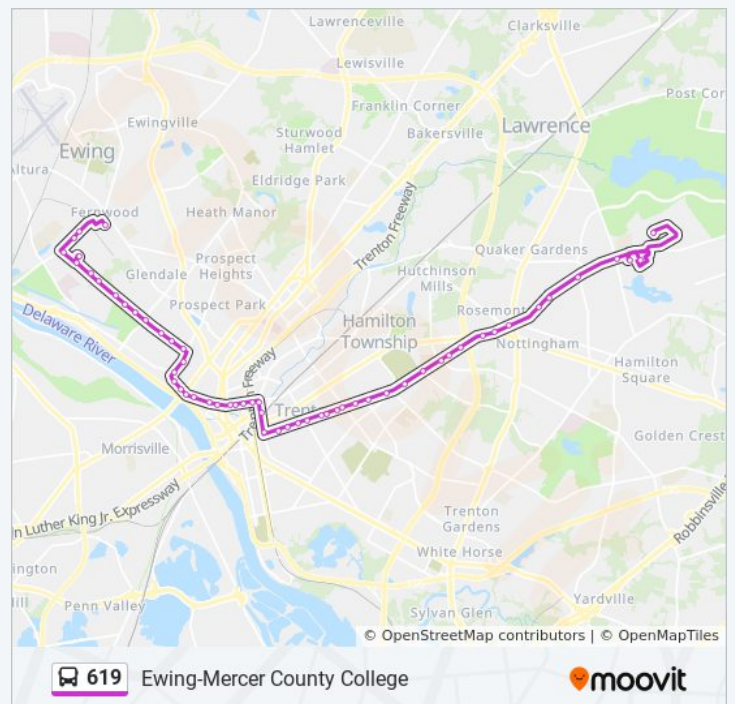 Lawrenceville
Clarksville
Lewisville
Post Cor
Franklin Corner
Ewingville
Sturwood
Hamlet
Bakersville
Lawrence
Ewing
Altura
Eldridge Park
Fernwood
Heath Manor
Trenton Freeway
Quaker Gardens
Prospect
Heights
Glendale
Hutchinson
Mills
Prospect Park
Rosemont
Delaware River
Hamilton
Township
Nottingham
Hamilton
Square
Trenton Freeway
Trent
Morrisville
Golden Crest
n Luther King Jr. Expressway
Trenton
Gardens
Robbinsville
White Horse
ington
Yardville
ill
Penn Valley
Sylvan Glen
© OpenStreetMap contributors | © OpenMapTiles
619 Ewing-Mercer County College
moovit